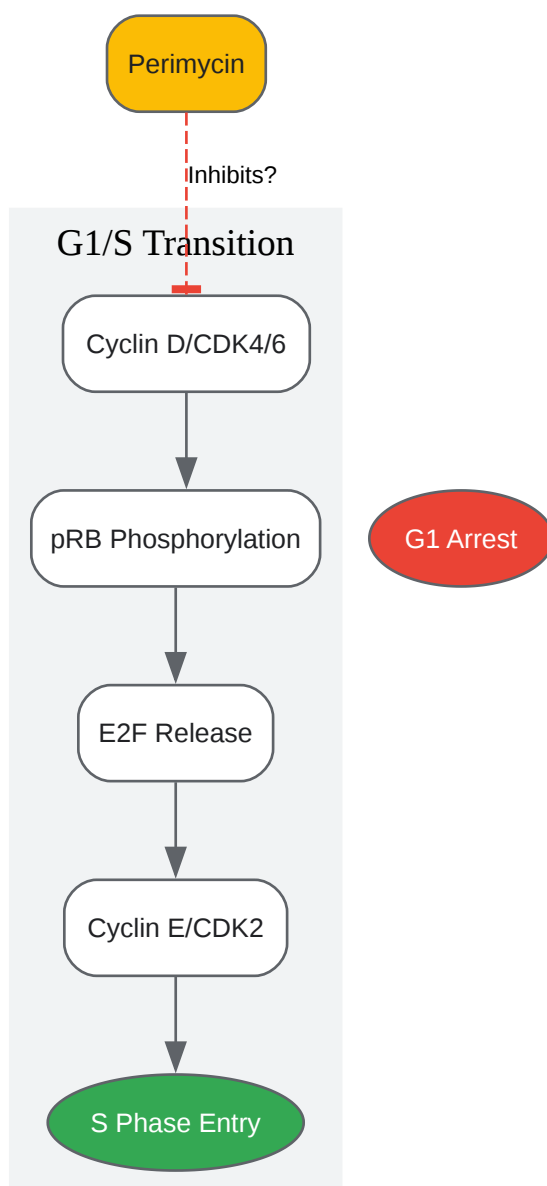 Perimycin
Inhibits?
G1/S Transition
Cyclin D/CDK4/6
pRB Phosphorylation
G1 Arrest
E2F Release
Cyclin E/CDK2
S Phase Entry